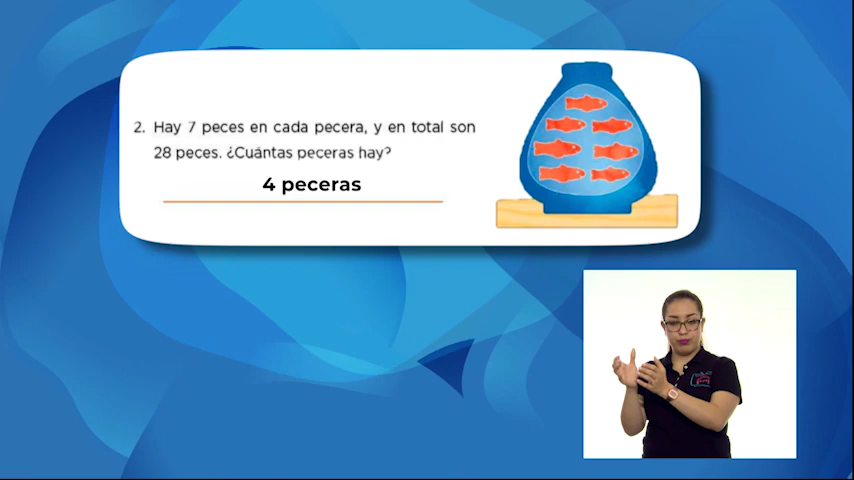 2. Hay 7 peces en cada pecera, y en total son
28 peces. ¿Cuántas peceras hay?
4 peceras